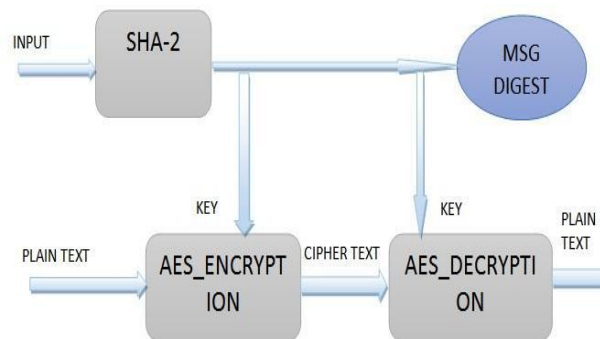 INPUT
SHA-2
MSG
DIGEST
KEY
KEY
PLAIN TEXT
AES_ENCRYPT
ION
CIPHER TEXT
AES_DECRYPTI
ON
PLAIN
TEXT